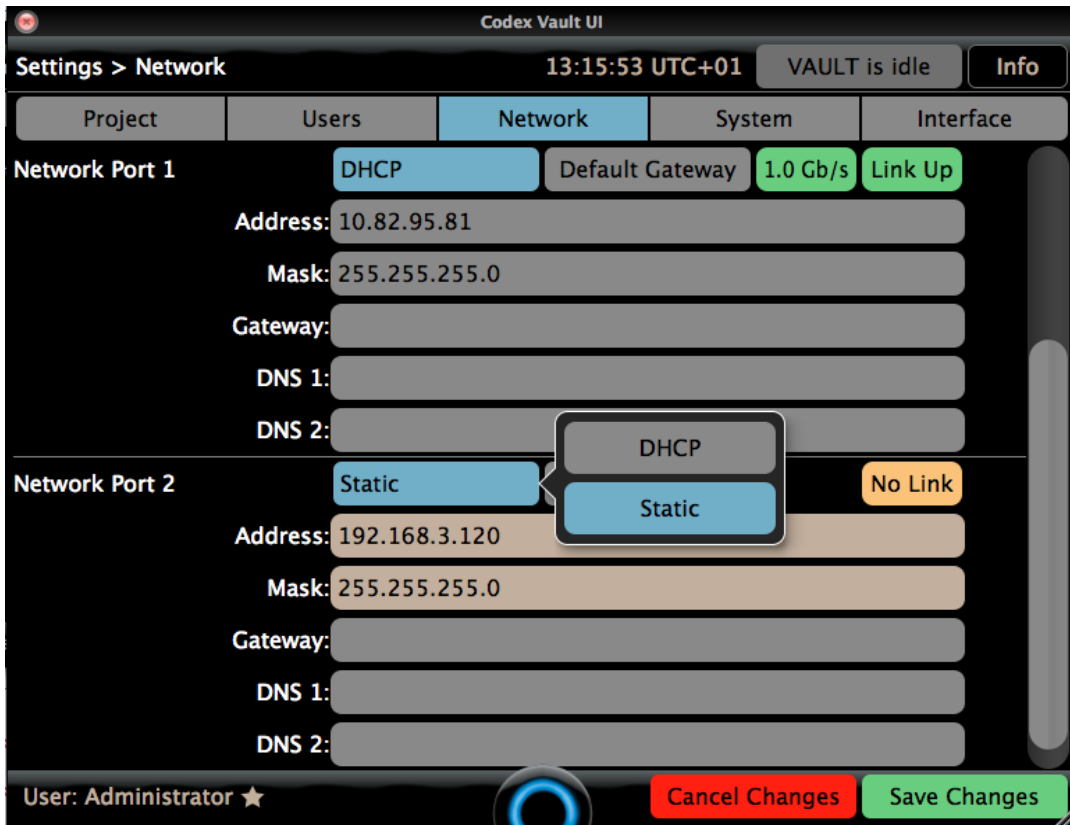 Codex Vault UI
Settings > Network 13:15:53 UTC+01 VAULT is idle Info
Project Users Network System Interface
Network Port 1 DHCP Default Gateway 1.0 Gb/s Link Up
Address: 10.82.95.81
Mask: 255.255.255.0
Gateway:
DNS 1:
DNS 2:
DHCP
Network Port 2 Static No Link
Static
Address: 192.168.3.120
Mask: 255.255.255.0
Gateway:
DNS 1:
DNS 2:
User: Administrator ★ Cancel Changes Save Changes